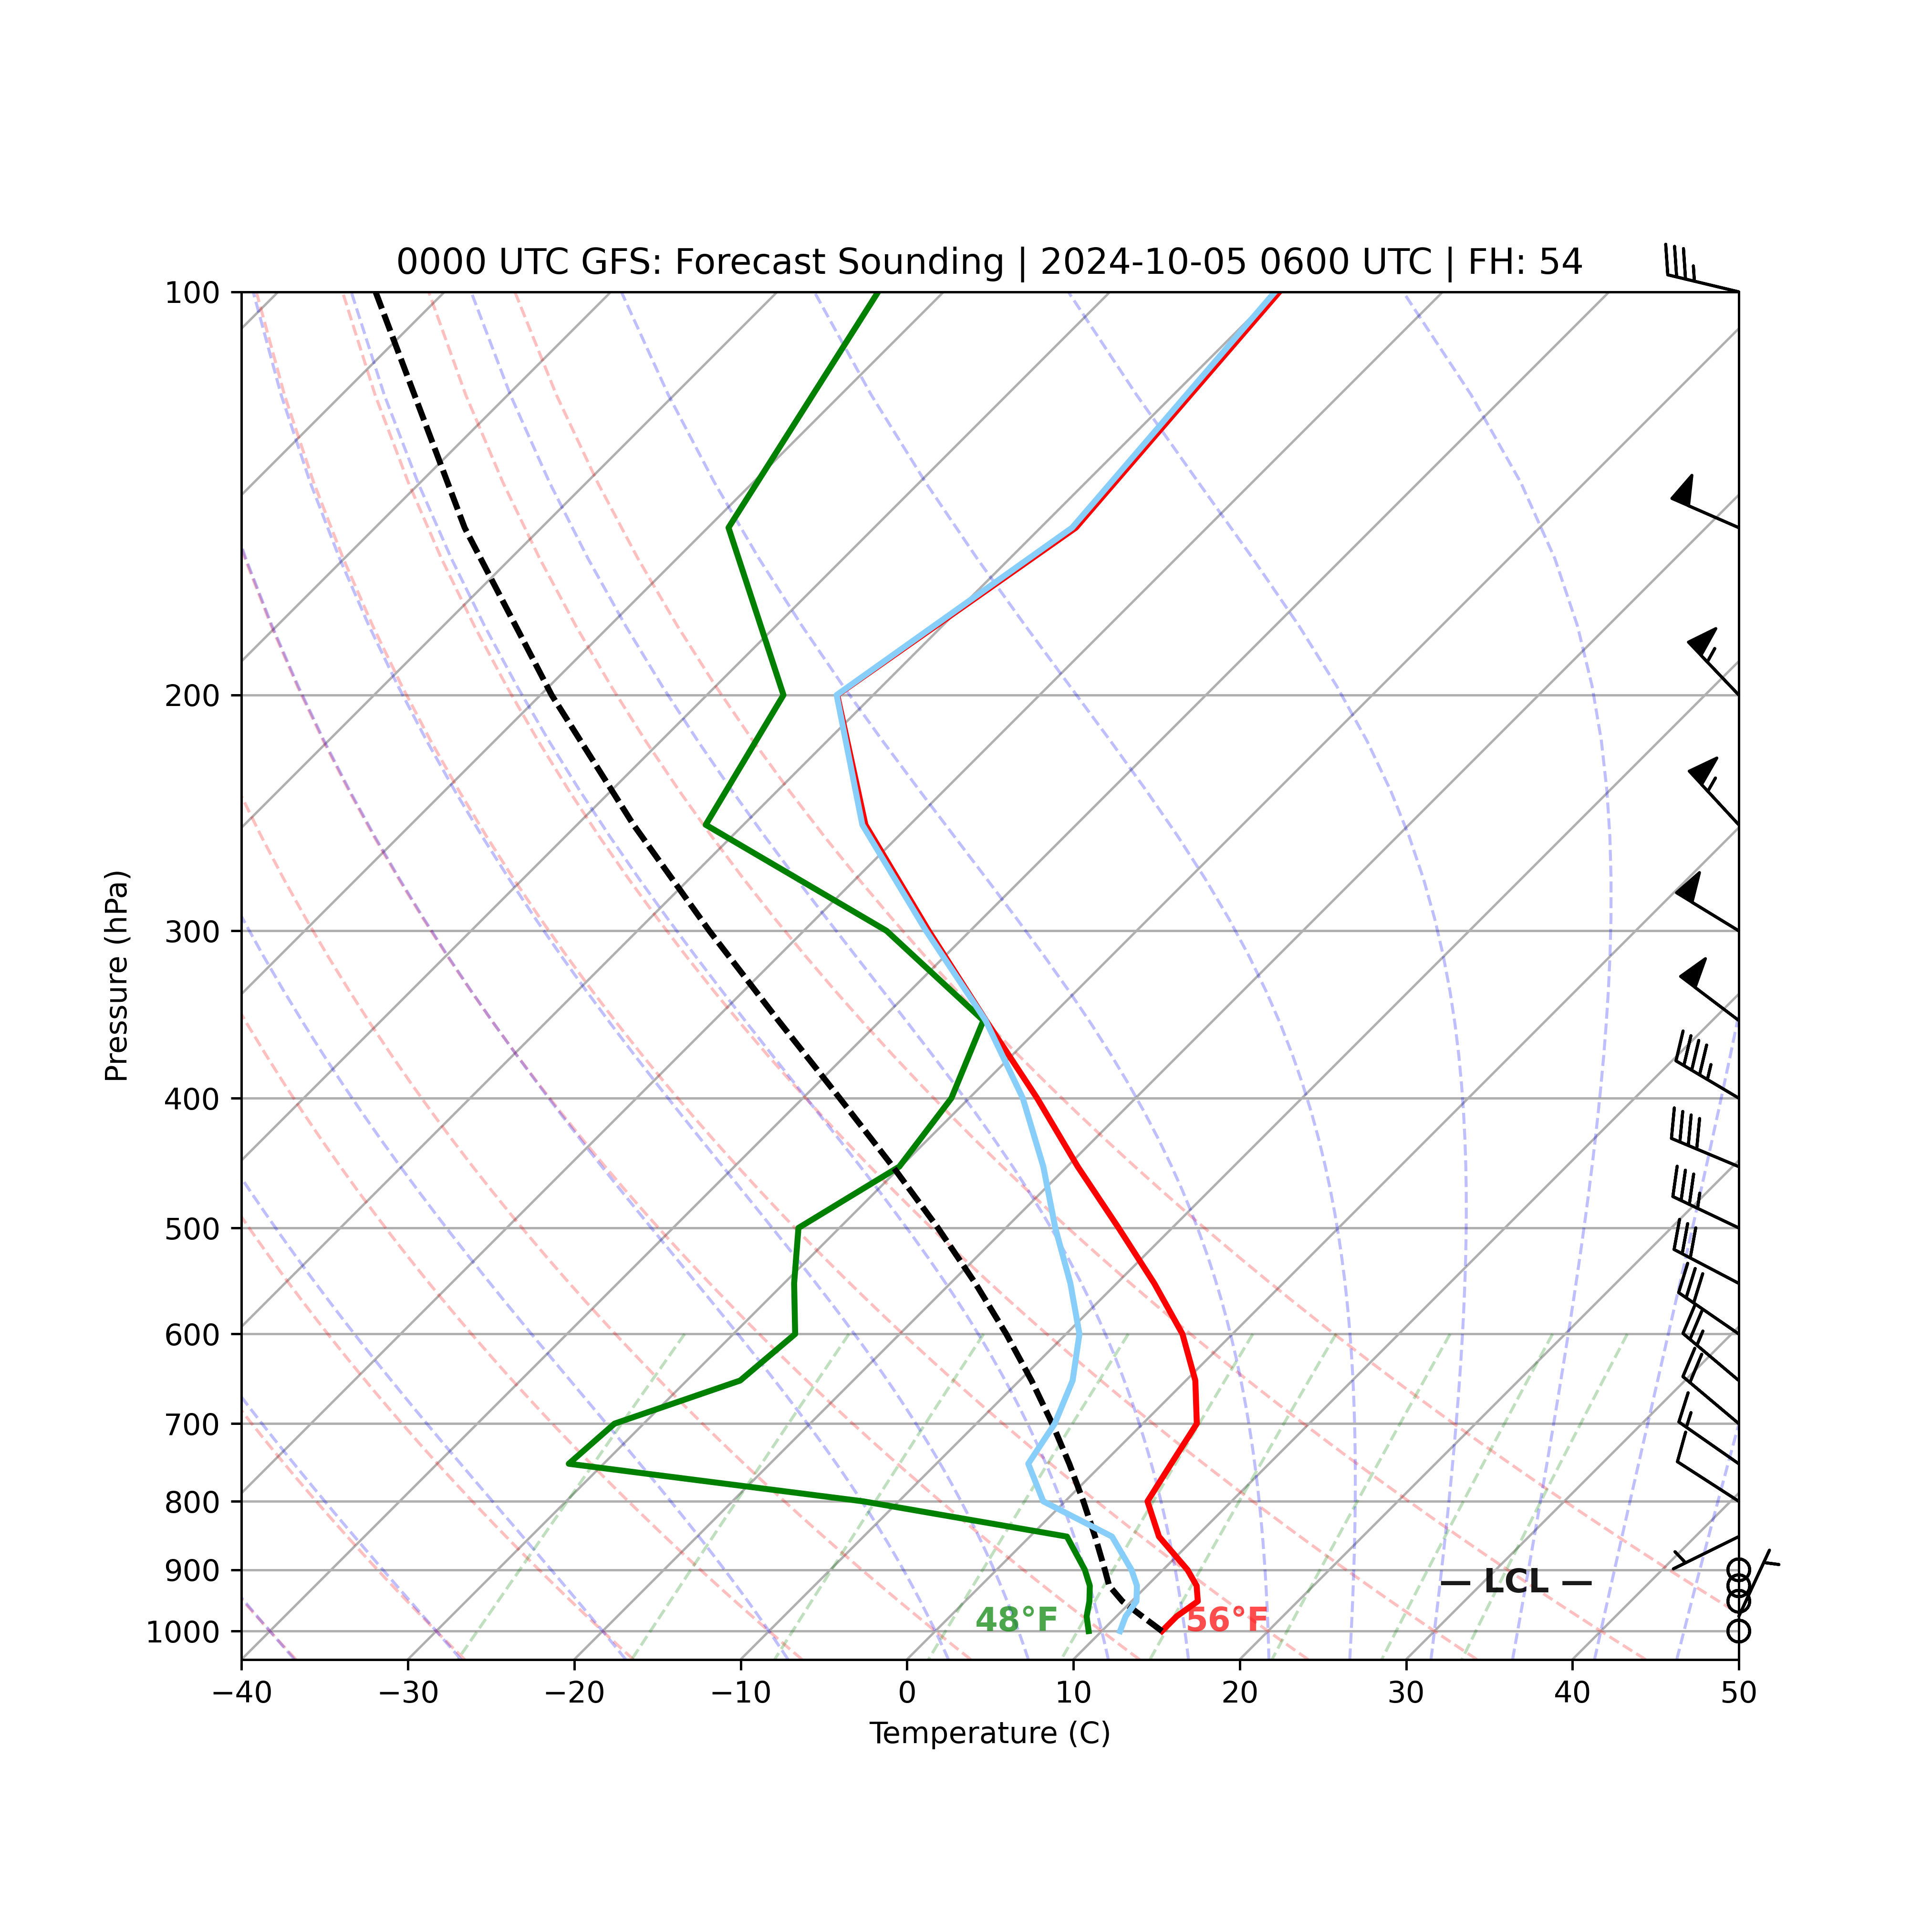 0000 UTC GFS: Forecast Sounding | 2024-10-05 0600 UTC | FH: 54
100
200
300
400
500
600
700
800
900
1000
Pressure (hPa)
— LCL —
48°F
56°F
−40 −30 −20 −10 0 10 20 30 40 50
Temperature (C)